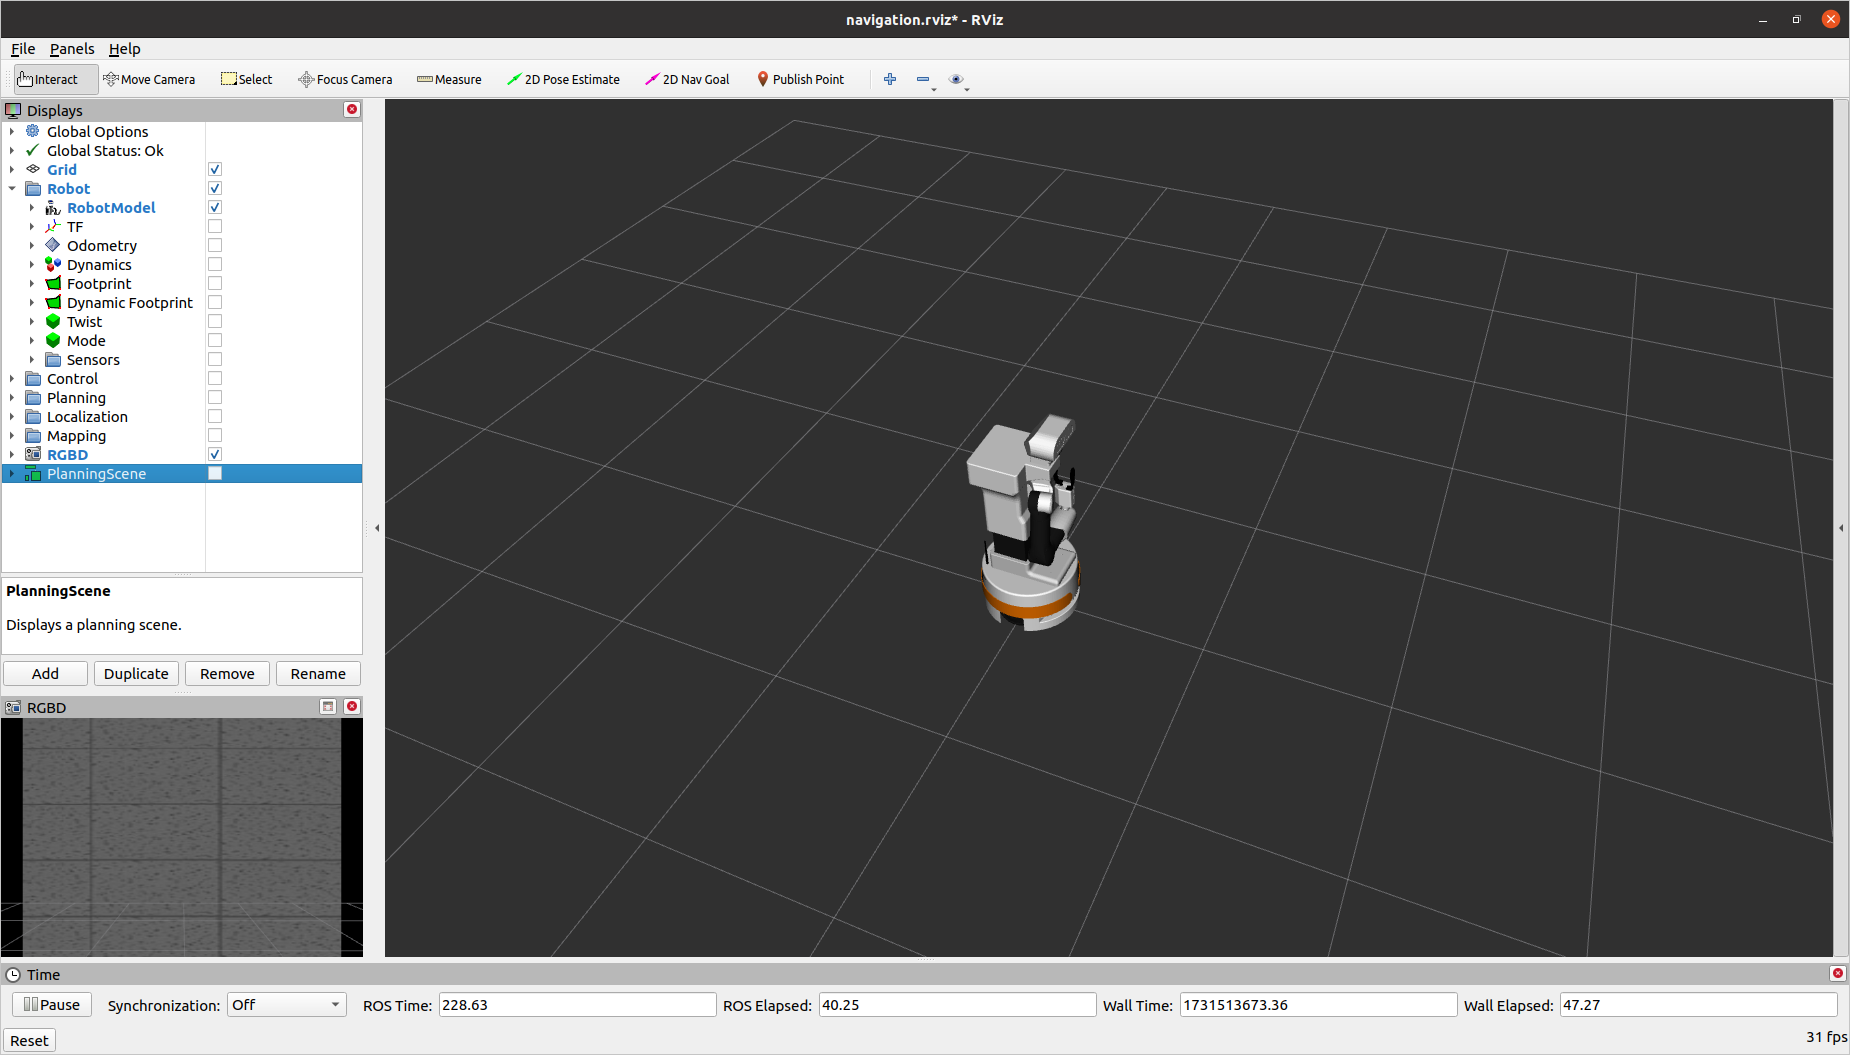 navigation.rviz* - RViz
File Panels Help
Interact Move Camera Select Focus Camera Measure 2D Pose Estimate 2D Nav Goal Publish Point
Displays
Global Options
Global Status: Ok
Grid
Robot
RobotModel
TF
Odometry
Dynamics
Footprint
Dynamic Footprint
Twist
Mode
Sensors
Control
Planning
Localization
Mapping
RGBD
PlanningScene
PlanningScene
Displays a planning scene.
Add Duplicate Remove Rename
RGBD
Time
Pause Synchronization: Off ROS Time: 228.63 ROS Elapsed: 40.25 Wall Time: 1731513673.36 Wall Elapsed: 47.27
Reset 31 fps